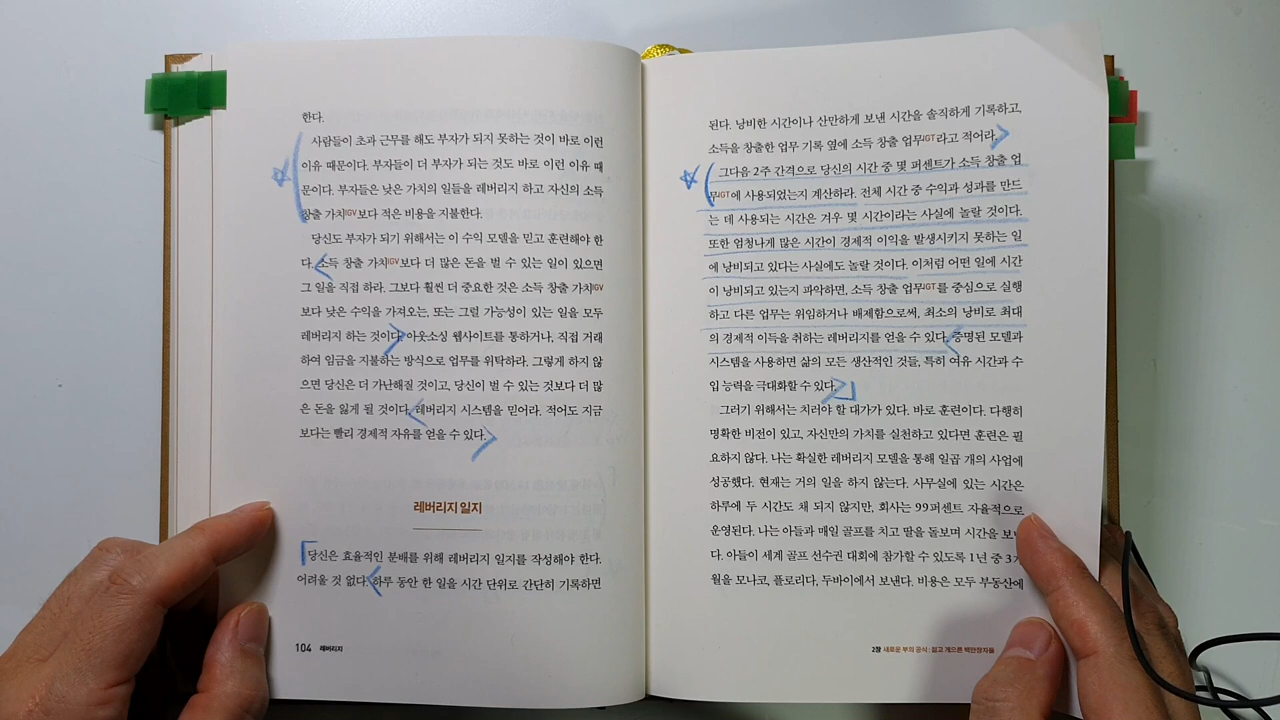 한다.
사람들이 초과 근무를 해도 부자가 되지 못하는 것이 바로 이런
이유 때문이다. 부자들이 더 부자가 되는 것도 바로 이런 이유 때
문이다. 부자들은 낮은 가치의 일들을 레버리지 하고 자신의 소득
창출 가치IGV보다 적은 비용을 지불한다.
당신도 부자가 되기 위해서는 이 수익 모델을 믿고 훈련해야 한
다. 소득 창출 가치IGV보다 더 많은 돈을 벌 수 있는 일이 있으면
그 일을 직접 하라. 그보다 훨씬 더 중요한 것은 소득 창출 가치IGV
보다 낮은 수익을 가져오는, 또는 그럴 가능성이 있는 일을 모두
레버리지 하는 것이다. 아웃소싱 웹사이트를 통하거나, 직접 거래
하여 임금을 지불하는 방식으로 업무를 위탁하라. 그렇게 하지 않
으면 당신은 더 가난해질 것이고, 당신이 벌 수 있는 것보다 더 많
은 돈을 잃게 될 것이다. 레버리지 시스템을 믿어라. 적어도 지금
보다는 빨리 경제적 자유를 얻을 수 있다.
레버리지 일지
당신은 효율적인 분배를 위해 레버리지 일지를 작성해야 한다.
어려울 것 없다. 하루 동안 한 일을 시간 단위로 간단히 기록하면
104 레버리지
된다. 낭비한 시간이나 산만하게 보낸 시간을 솔직하게 기록하고,
소득을 창출한 업무 기록 옆에 소득 창출 업무IGT라고 적어라.
그다음 2주 간격으로 당신의 시간 중 몇 퍼센트가 소득 창출 업
무IGT에 사용되었는지 계산하라. 전체 시간 중 수익과 성과를 만드
는 데 사용되는 시간은 겨우 몇 시간이라는 사실에 놀랄 것이다.
또한 엄청나게 많은 시간이 경제적 이익을 발생시키지 못하는 일
에 낭비되고 있다는 사실에도 놀랄 것이다. 이처럼 어떤 일에 시간
이 낭비되고 있는지 파악하면, 소득 창출 업무IGT를 중심으로 실행
하고 다른 업무는 위임하거나 배제함으로써, 최소의 낭비로 최대
의 경제적 이득을 취하는 레버리지를 얻을 수 있다. 증명된 모델과
시스템을 사용하면 삶의 모든 생산적인 것들, 특히 여유 시간과 수
입 능력을 극대화할 수 있다.
그러기 위해서는 치러야 할 대가가 있다. 바로 훈련이다. 다행히
명확한 비전이 있고, 자신만의 가치를 실천하고 있다면 훈련은 필
요하지 않다. 나는 확실한 레버리지 모델을 통해 일곱 개의 사업에
성공했다. 현재는 거의 일을 하지 않는다. 사무실에 있는 시간은
하루에 두 시간도 채 되지 않지만, 회사는 99퍼센트 자율적으로
운영된다. 나는 아들과 매일 골프를 치고 딸을 돌보며 시간을
다. 아들이 세계 골프 선수권 대회에 참가할 수 있도록 1년 중 3
월을 모나코, 플로리다, 두바이에서 보낸다. 비용은 모두 부동산에
2장 새로운 부의 공식: 젊고 게으른 백만장자들